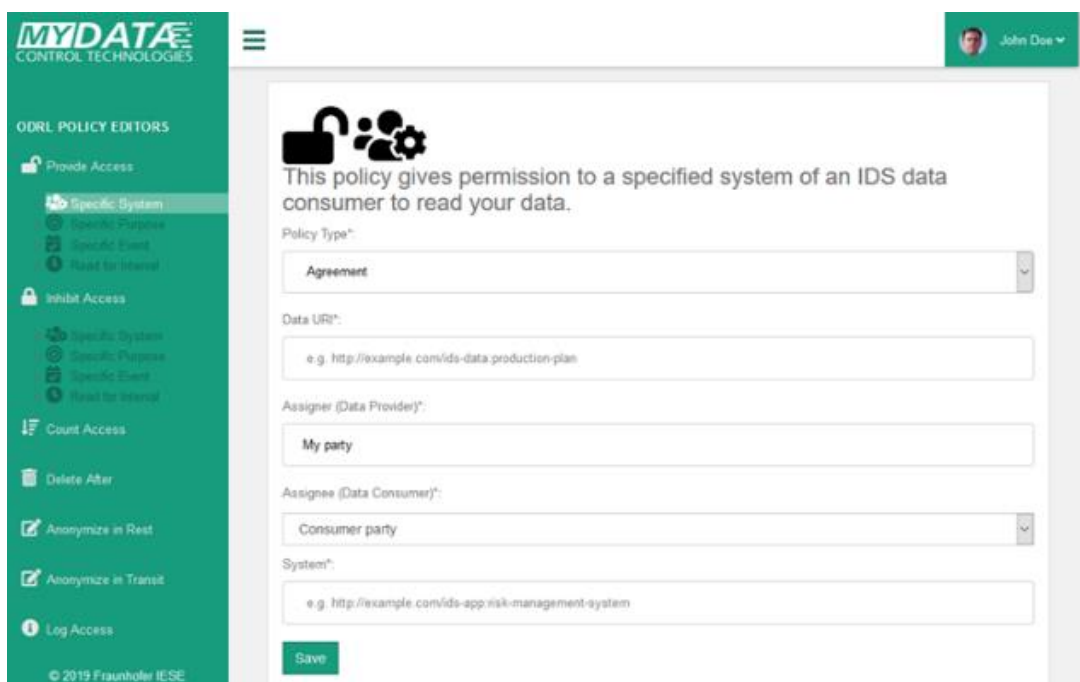 MYDATA
CONTROL TECHNOLOGIES
John Doe
ODRL POLICY EDITORS
Provide Access
Specific System
Specific Purpose
Specific Event
Read for Interval
Inhibit Access
Specific System
Specific Purpose
Specific Event
Read for Interval
Count Access
Delete After
Anonymize in Rest
Anonymize in Transit
Log Access
© 2019 Fraunhofer IESE
This policy gives permission to a specified system of an IDS data
consumer to read your data.
Policy Type*:
Agreement
Data URI*:
e.g. http://example.com/ids-data:production-plan
Assigner (Data Provider)*:
My party
Assignee (Data Consumer)*:
Consumer party
System*:
e.g. http://example.com/ids-app:risk-management-system
Save